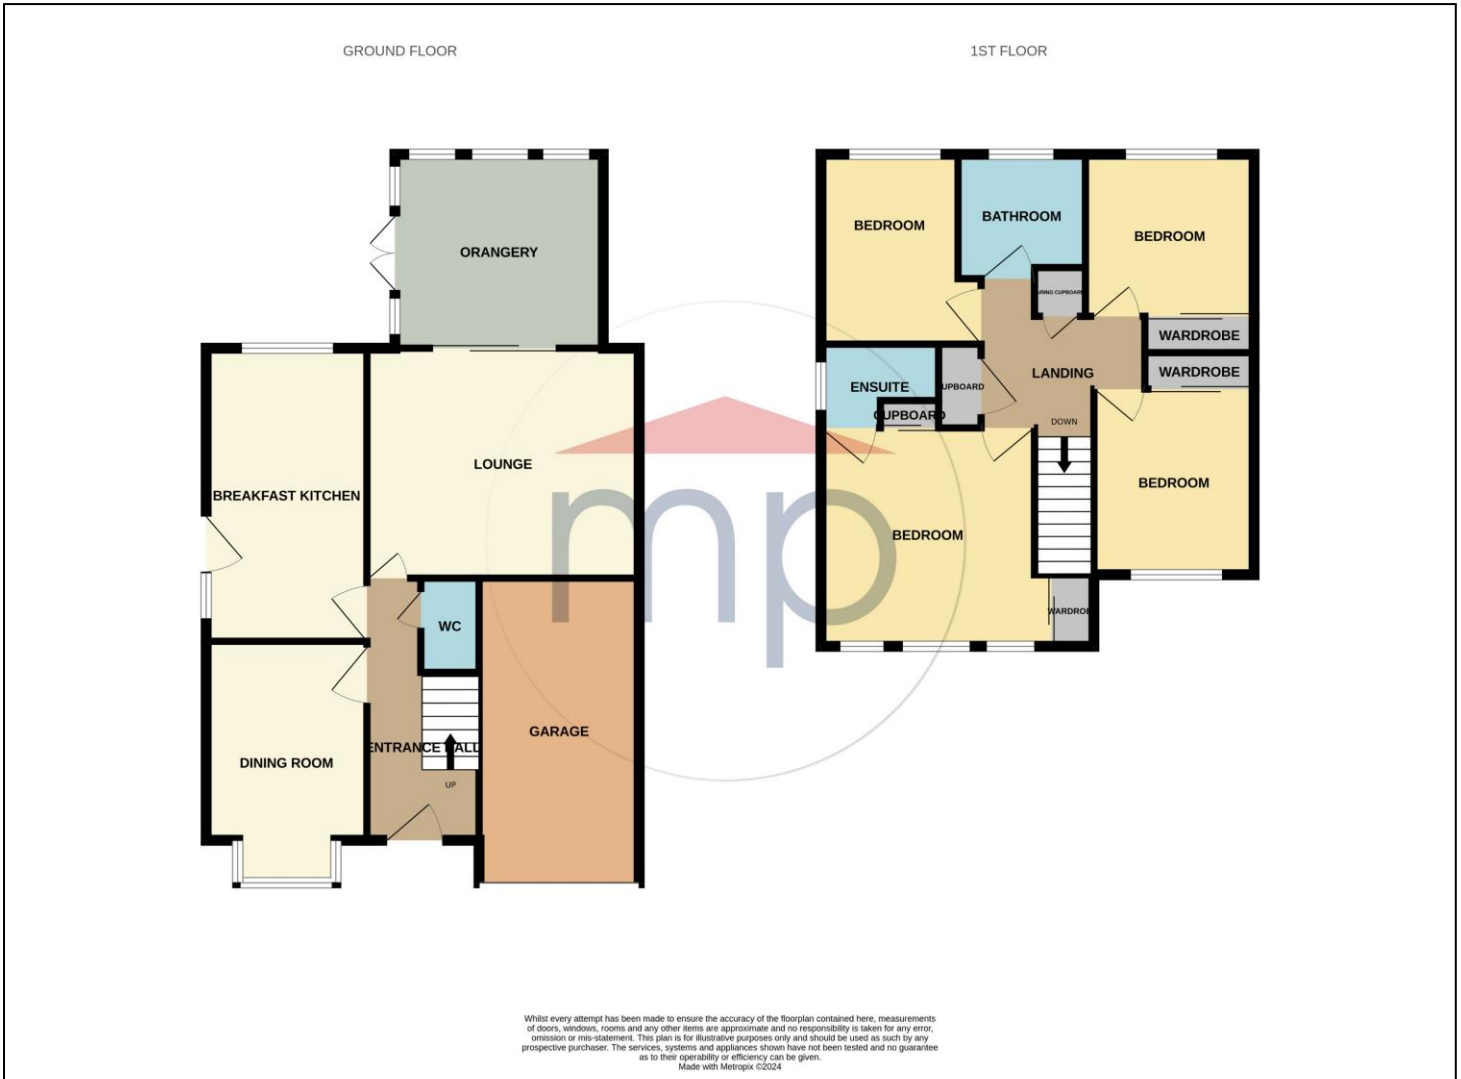 GROUND FLOOR
1ST FLOOR
ORANGERY
LOUNGE
BREAKFAST KITCHEN
WC
DINING ROOM
ENTRANCE HALL
UP
GARAGE
BEDROOM
BATHROOM
BEDROOM
CUPBOARD
WARDROBE
WARDROBE
LANDING
ENSUITE
UPBOARD
CUPBOARD
DOWN
BEDROOM
BEDROOM
WARDROBE
mp
Whilst every attempt has been made to ensure the accuracy of the floorplan contained here, measurements
of doors, windows, rooms and any other items are approximate and no responsibility is taken for any error,
omission or mis-statement. This plan is for illustrative purposes only and should be used as such by any
prospective purchaser. The services, systems and appliances shown have not been tested and no guarantee
as to their operability or efficiency can be given.
Made with Metropix ©2024